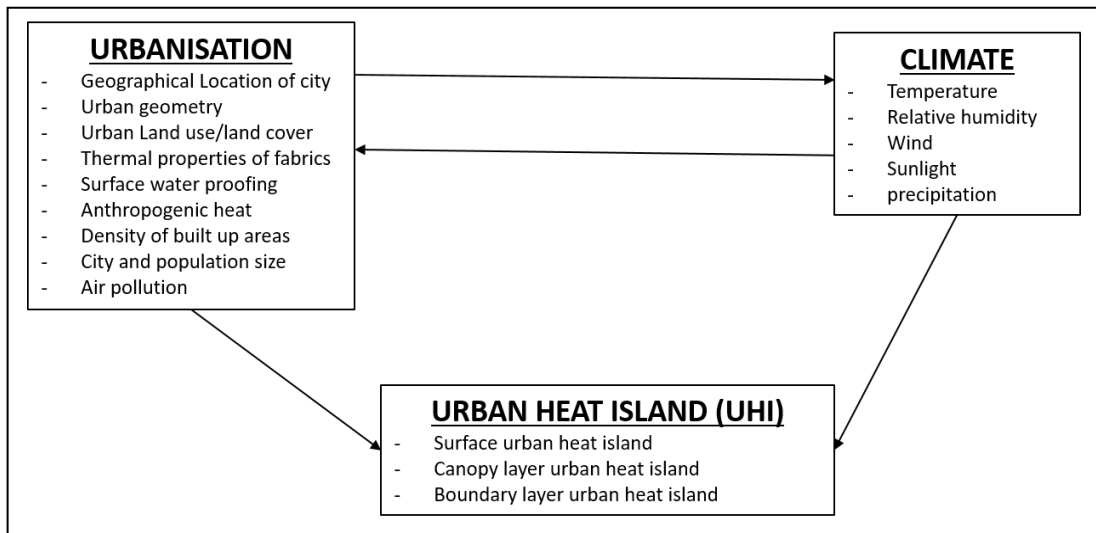 URBANISATION
- Geographical Location of city
- Urban geometry
- Urban Land use/land cover
- Thermal properties of fabrics
- Surface water proofing
- Anthropogenic heat
- Density of built up areas
- City and population size
- Air pollution
CLIMATE
- Temperature
- Relative humidity
- Wind
- Sunlight
- precipitation
URBAN HEAT ISLAND (UHI)
- Surface urban heat island
- Canopy layer urban heat island
- Boundary layer urban heat island